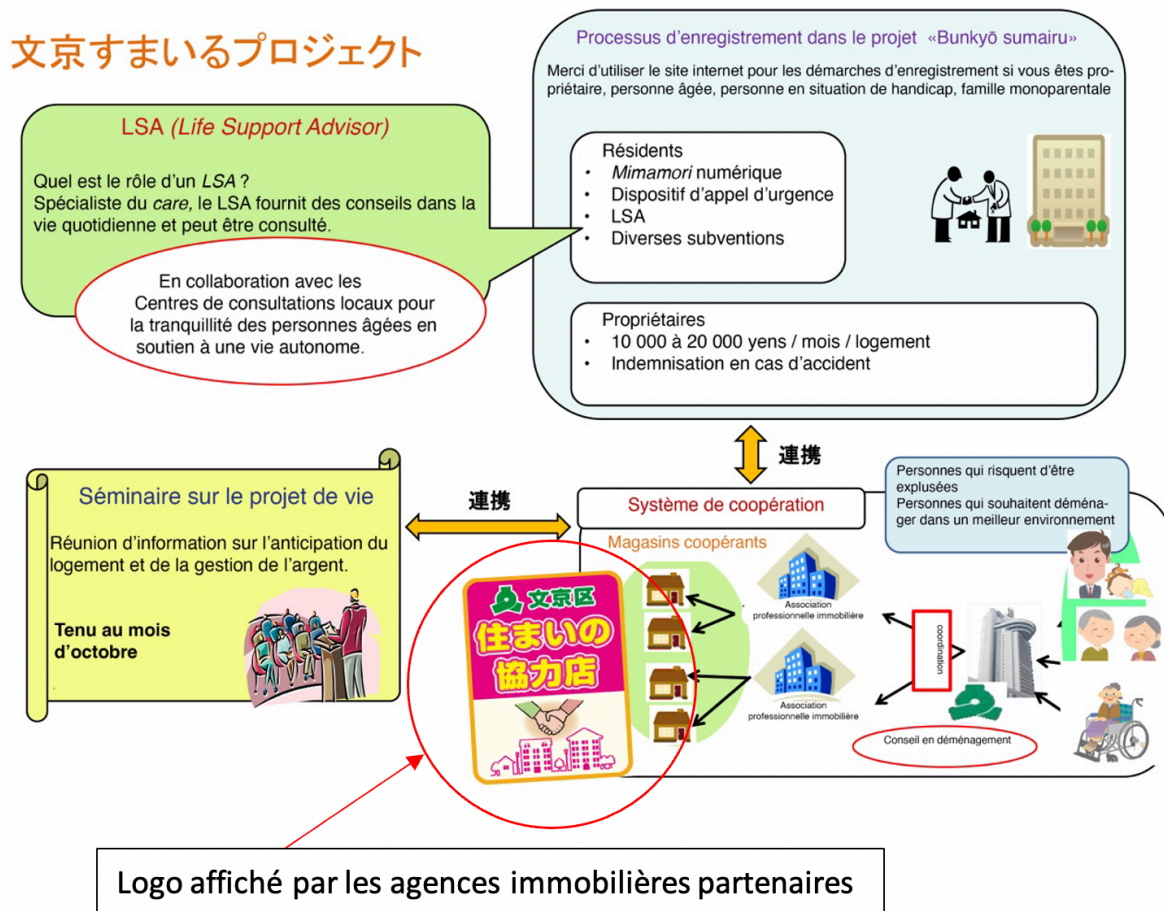 文京すまいるプロジェクト
Processus d'enregistrement dans le projet «Bunkyō sumairu»
Merci d'utiliser le site internet pour les démarches d'enregistrement si vous êtes pro-
priétaire, personne âgée, personne en situation de handicap, famille monoparentale
LSA (Life Support Advisor)
Quel est le rôle d'un LSA ?
Spécialiste du care, le LSA fournit des conseils dans la
vie quotidienne et peut être consulté.
En collaboration avec les
Centres de consultations locaux pour
la tranquillité des personnes âgées en
soutien à une vie autonome.
Résidents
• Mimamori numérique
• Dispositif d'appel d'urgence
• LSA
• Diverses subventions
Propriétaires
• 10 000 à 20 000 yens / mois / logement
• Indemnisation en cas d'accident
連携
Séminaire sur le projet de vie
Réunion d'information sur l'anticipation du
logement et de la gestion de l'argent.
Tenu au mois
d'octobre
.
連携
Système de coopération
Personnes qui risquent d'être
explusées
Personnes qui souhaitent déména-
ger dans un meilleur environnement
Magasins coopérants
文京区
住まいの
協力店
Association
professionnelle immobilière
Association
professionnelle immobilière
coordination
Conseil en déménagement
Logo affiché par les agences immobilières partenaires